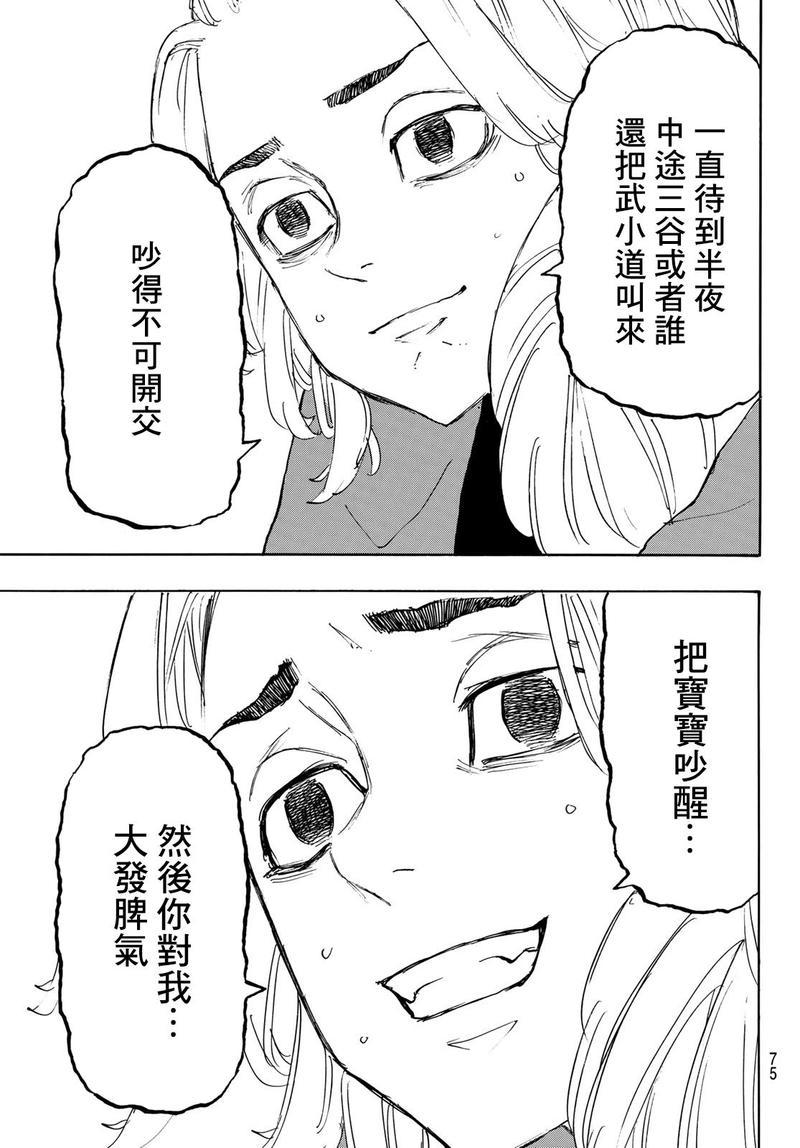 一直待到半夜
中途三谷或者誰
還把武小道叫來
吵得不可開交
把寶寶吵醒…
然後你對我…
大發脾氣
75